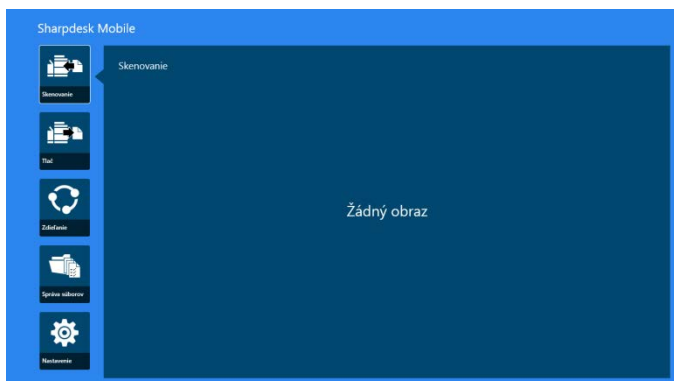 Sharpdesk Mobile
Skenovanie
Skenovanie
Tlač
Zdieľanie
Správa súborov
Nastavenie
Žádný obraz